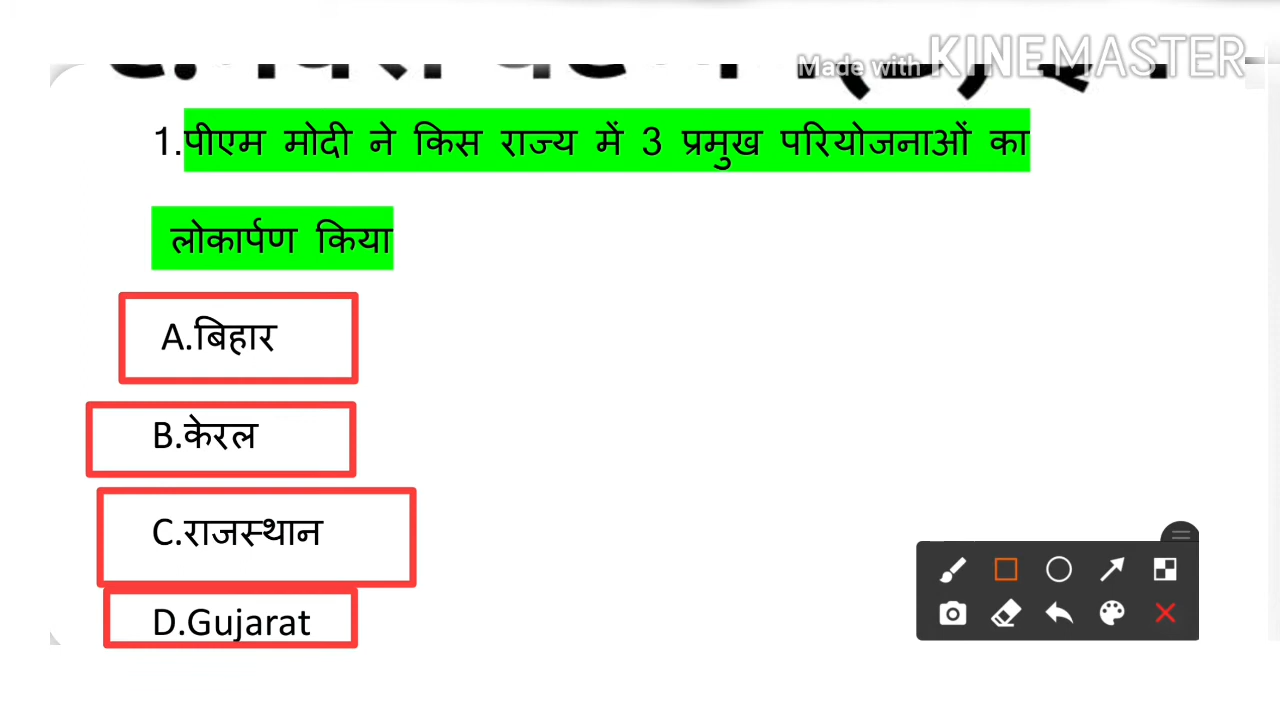 Made with KINEMASTER
1.पीएम मोदी ने किस राज्य में 3 प्रमुख परियोजनाओं का
लोकार्पण किया
A.बिहार
B.केरल
C.राजस्थान
D.Gujarat